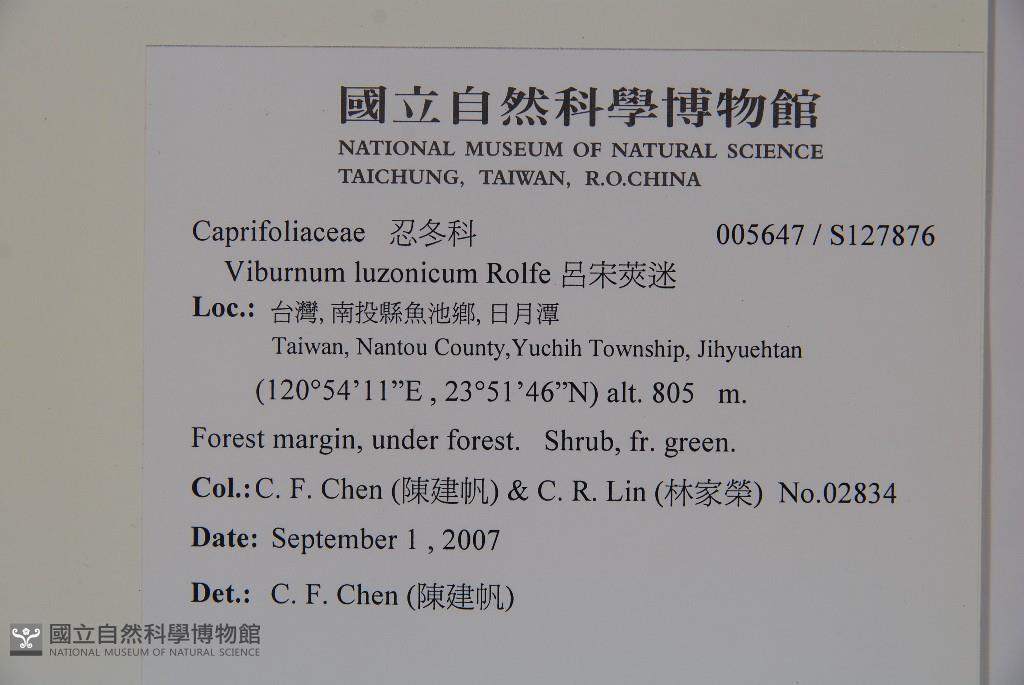 國立自然科學博物館
NATIONAL MUSEUM OF NATURAL SCIENCE
TAICHUNG, TAIWAN, R.O.CHINA
Caprifoliaceae 忍冬科 005647 / S127876
Viburnum luzonicum Rolfe 呂宋莢迷
Loc.: 台灣, 南投縣魚池鄉, 日月潭
Taiwan, Nantou County,Yuchih Township, Jihyuehtan
(120°54’11”E , 23°51’46”N) alt. 805 m.
Forest margin, under forest. Shrub, fr. green.
Col.: C. F. Chen (陳建帆) & C. R. Lin (林家榮) No.02834
Date: September 1 , 2007
Det.: C. F. Chen (陳建帆)
國立自然科學博物館
NATIONAL MUSEUM OF NATURAL SCIENCE